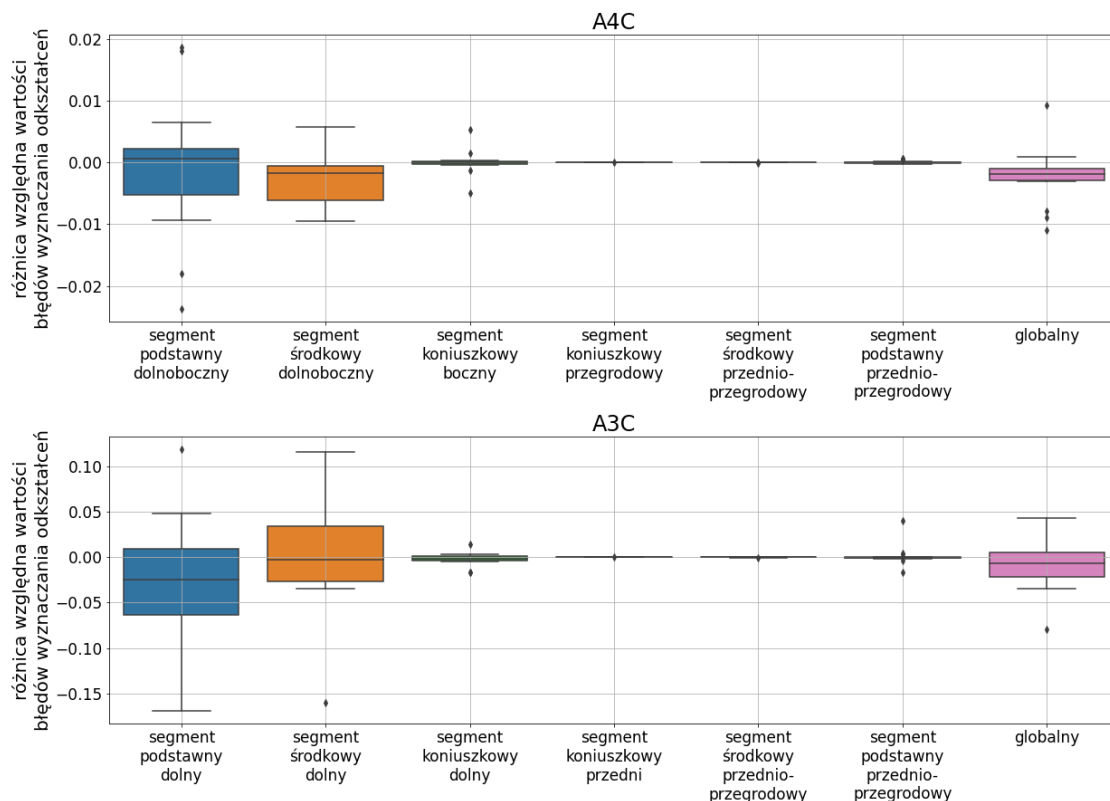 A4C
różnica względna wartości
błędów wyznaczania odkształceń
0.02
0.01
0.00
−0.01
−0.02
segment
podstawny
dolnoboczny
segment
środkowy
dolnoboczny
segment
koniuszkowy
boczny
segment
koniuszkowy
przegrodowy
segment
środkowy
przednio-
przegrodowy
segment
podstawny
przednio-
przegrodowy
globalny
A3C
różnica względna wartości
błędów wyznaczania odkształceń
0.10
0.05
0.00
−0.05
−0.10
−0.15
segment
podstawny
dolny
segment
środkowy
dolny
segment
koniuszkowy
dolny
segment
koniuszkowy
przedni
segment
środkowy
przednio-
przegrodowy
segment
podstawny
przednio-
przegrodowy
globalny